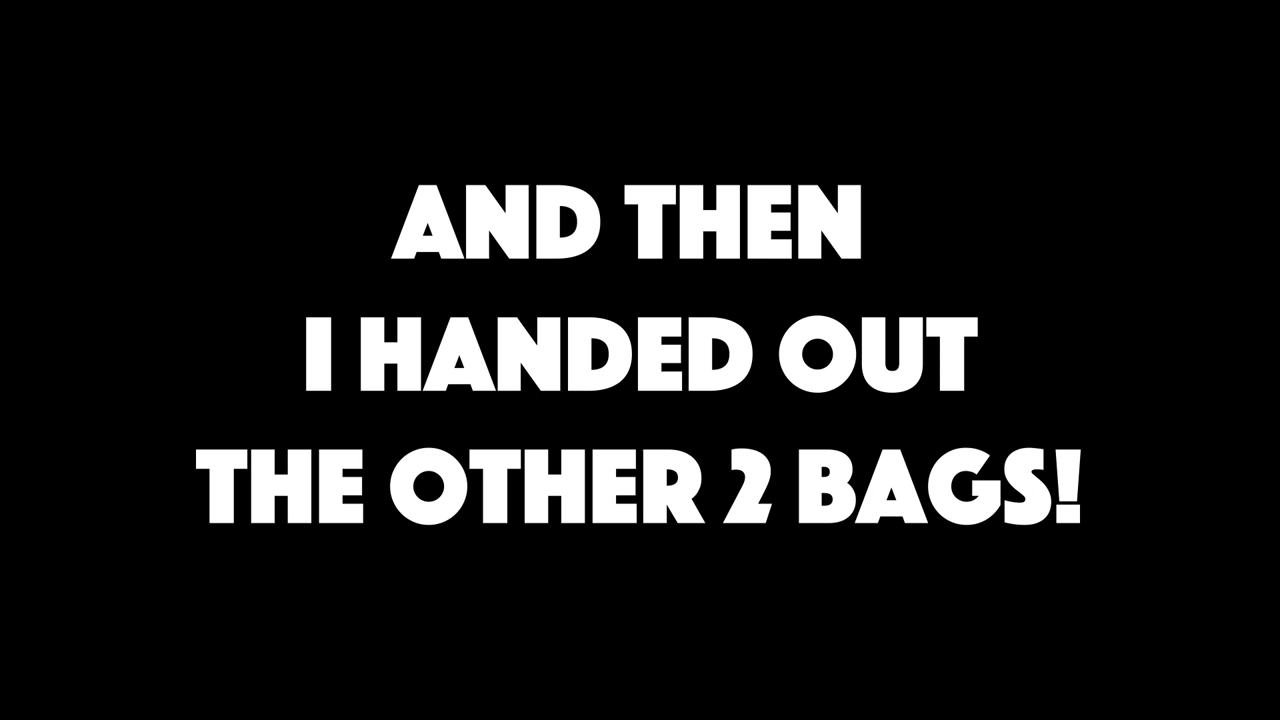 AND THEN
I HANDED OUT
THE OTHER 2 BAGS!